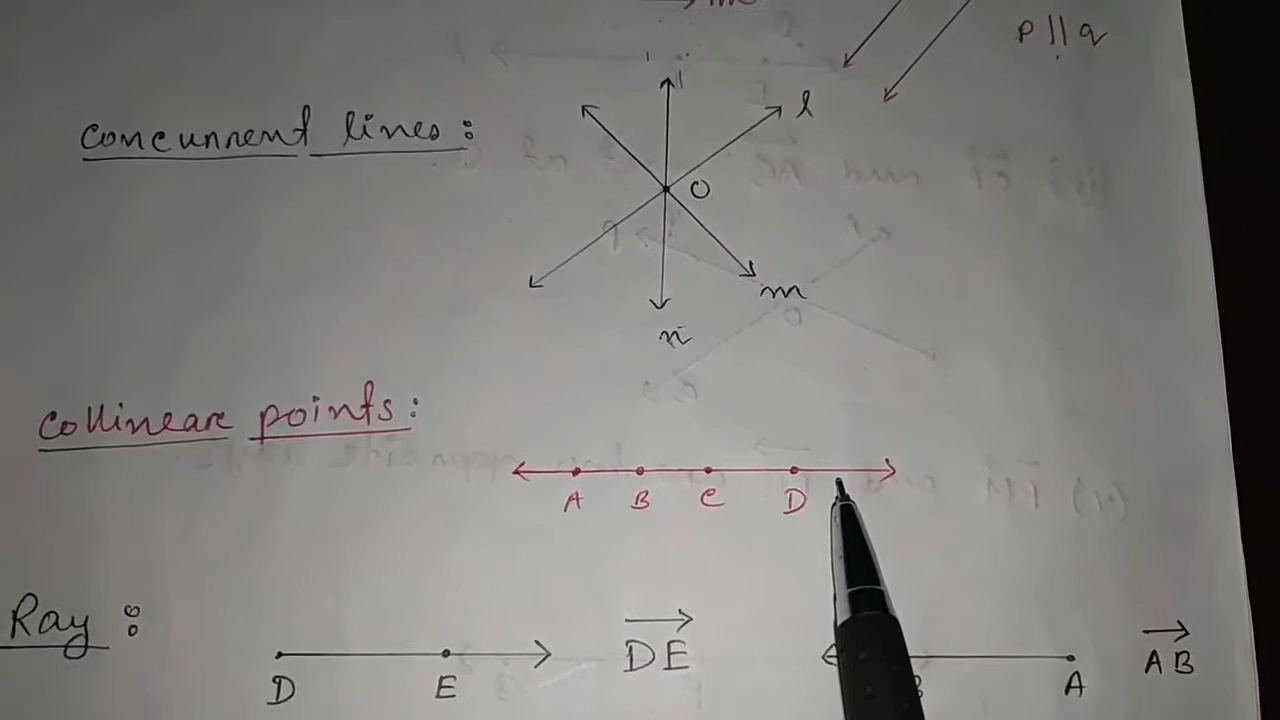 p || q
Concurrent lines:
l
O
m
n
Collinear points:
A B C D
Ray:
D E
DE
A
AB